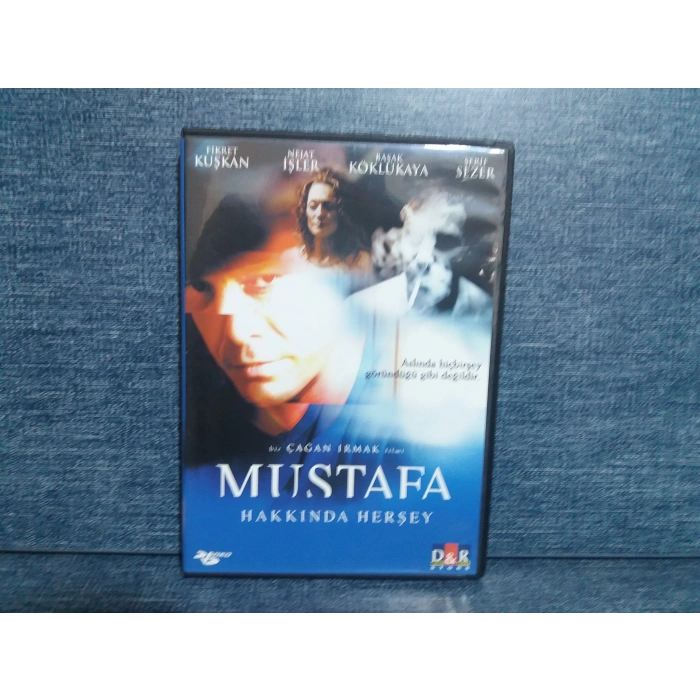 FİKRET NEJAT BAŞAK ŞERİF
KUŞKAN İŞLER KÖKLÜKAYA SEZER
Aslında hiçbirşey
göründüğü gibi değildir.
bir ÇAĞAN IRMAK filmi
MUSTAFA
HAKKINDA HERŞEY
D&R
STORE